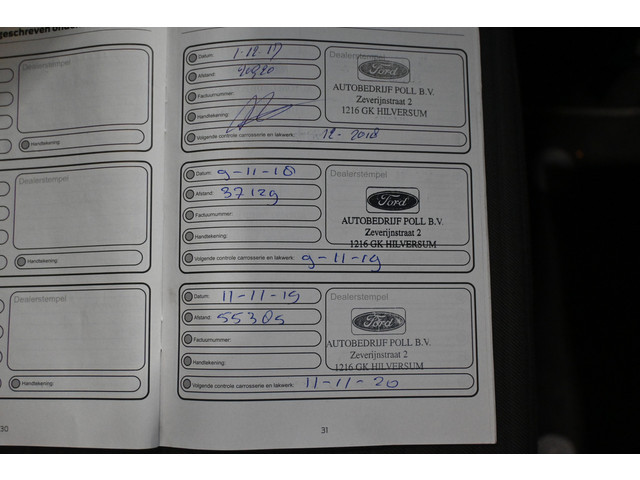 geschreven onde
Dealerstempel
Handtekening:
Dealerstempel
Handtekening:
Dealerstempel
Handtekening:
30
Datum: 1-12-17
Afstand:
Factuurnummer:
Handtekening:
Volgende controle carrosserie en lakwerk: 12-2018
Dealerstempel
Ford
AUTOBEDRIJF POLL B.V.
Zeverijnstraat 2
1216 GK HILVERSUM
Datum: 9-11-18
Afstand: 37129
Factuurnummer:
Handtekening:
Volgende controle carrosserie en lakwerk: 9-11-19
Dealerstempel
Ford
AUTOBEDRIJF POLL B.V.
Zeverijnstraat 2
1216 GK HILVERSUM
Datum: 11-11-19
Afstand: 55305
Factuurnummer:
Handtekening:
Volgende controle carrosserie en lakwerk: 11-11-20
Dealerstempel
Ford
AUTOBEDRIJF POLL B.V.
Zeverijnstraat 2
1216 GK HILVERSUM
31